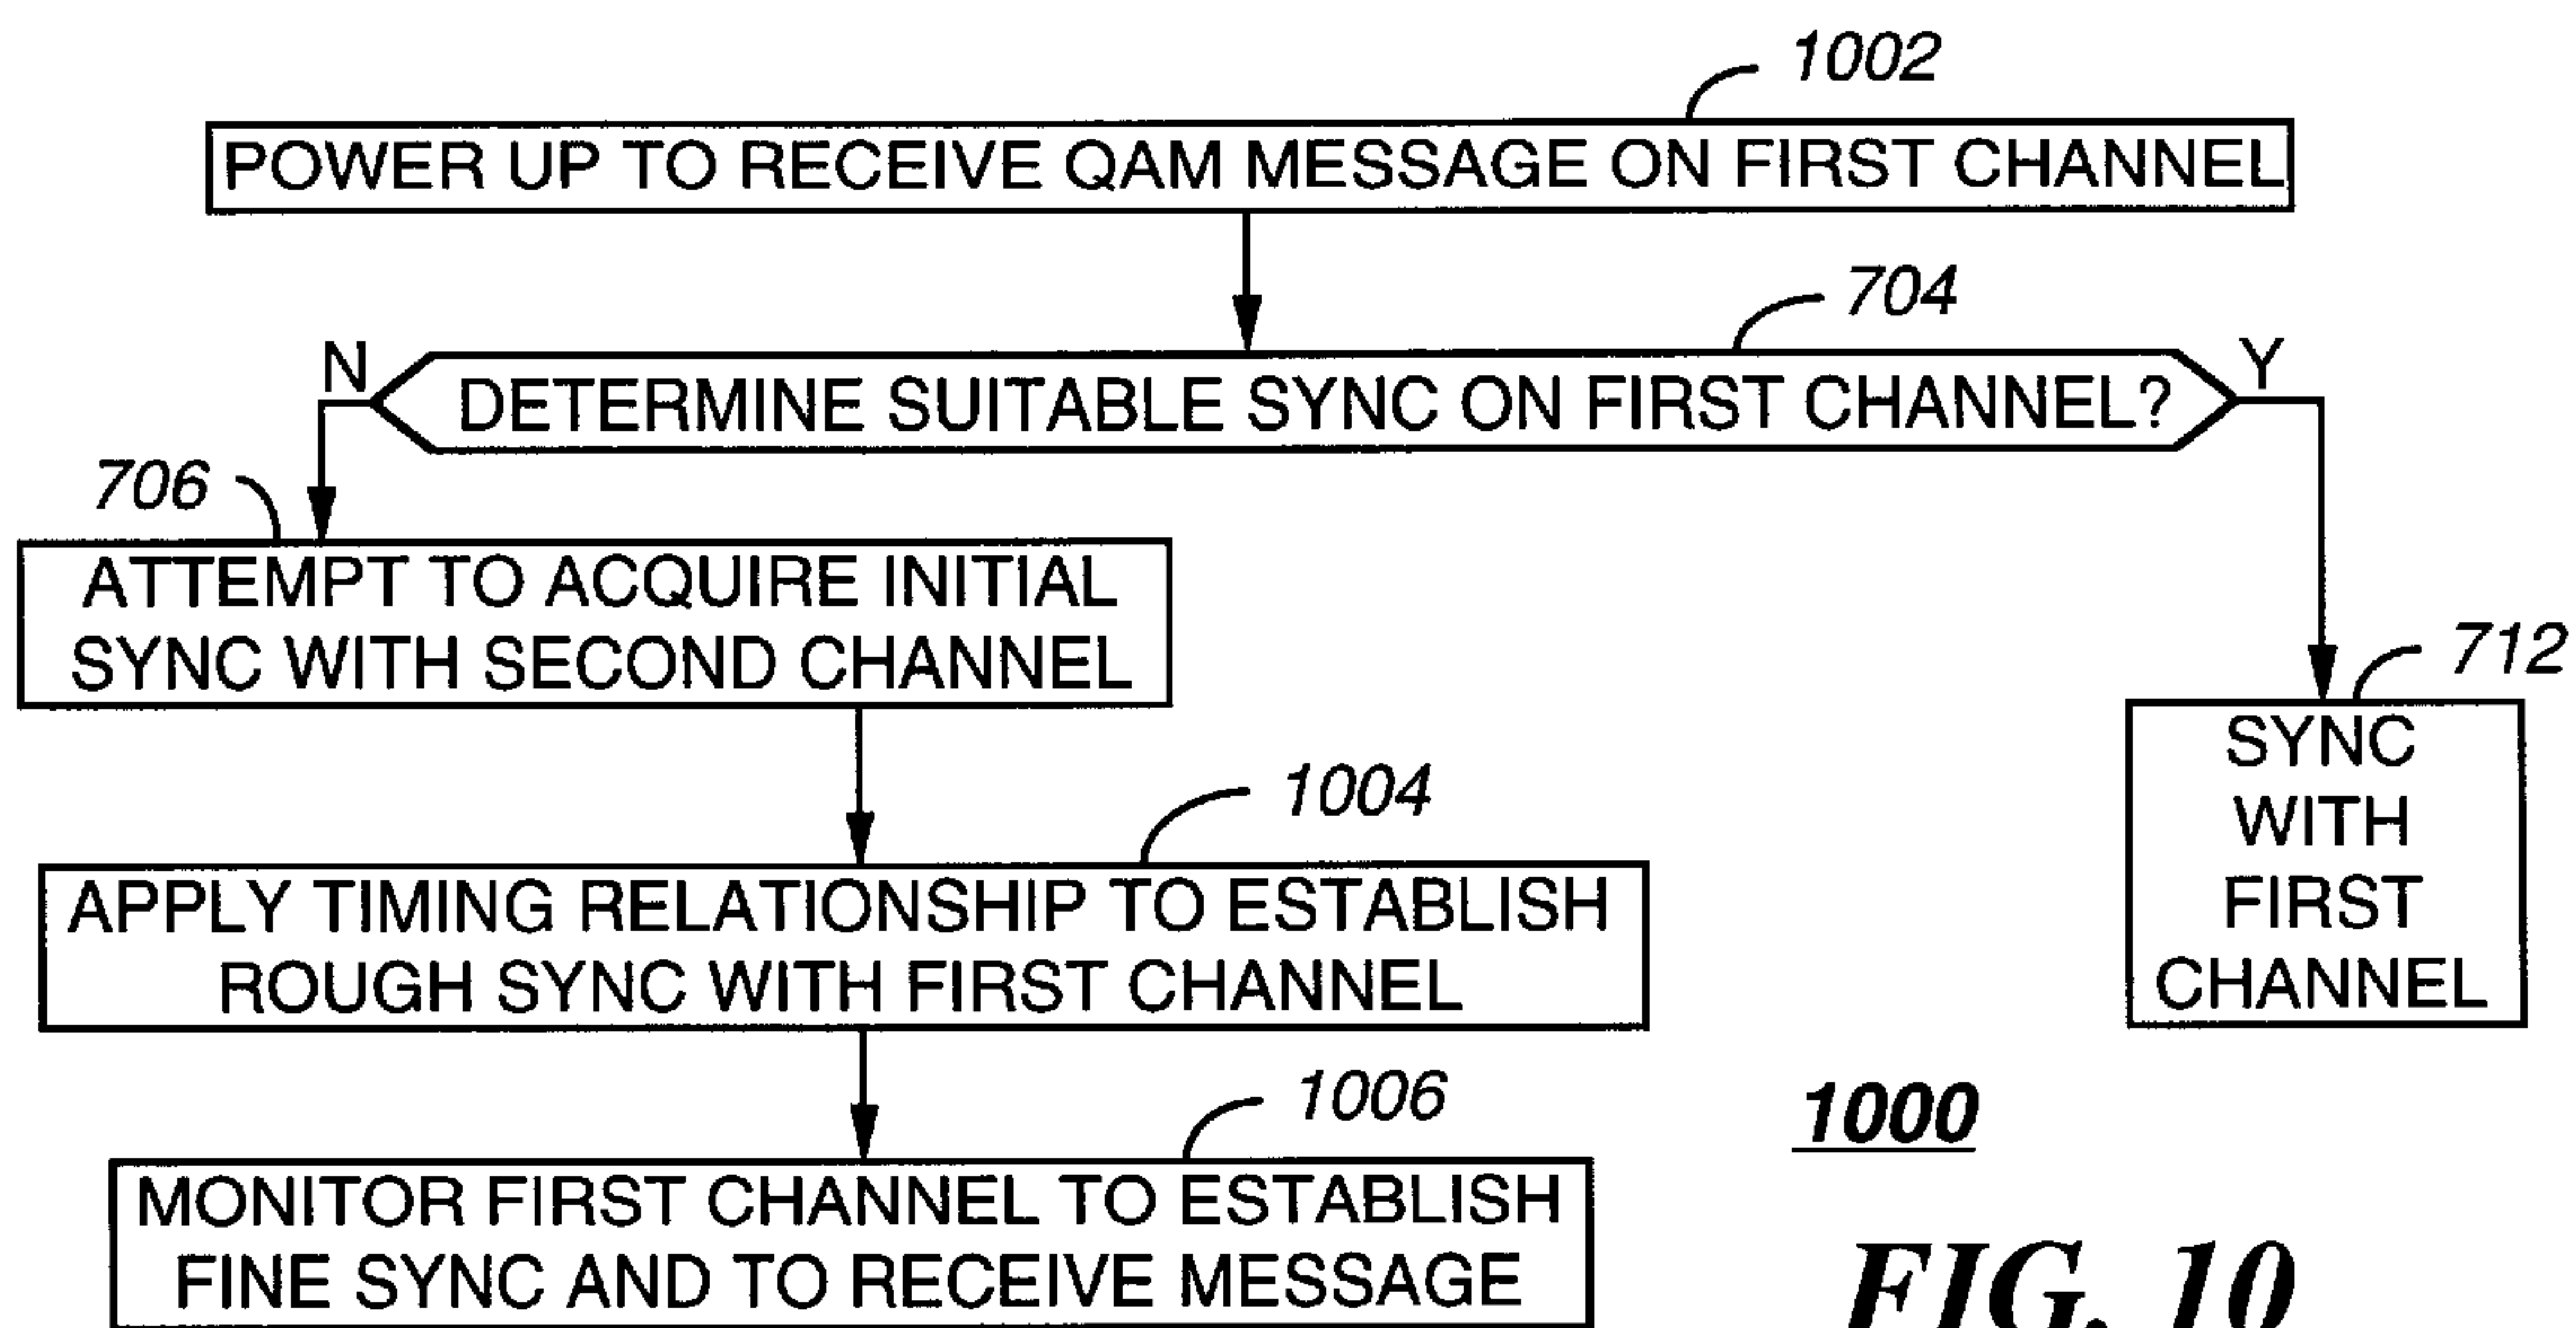 1002
POWER UP TO RECEIVE QAM MESSAGE ON FIRST CHANNEL
704
N
DETERMINE SUITABLE SYNC ON FIRST CHANNEL?
Y
706
ATTEMPT TO ACQUIRE INITIAL
SYNC WITH SECOND CHANNEL
712
SYNC
WITH
FIRST
CHANNEL
1004
APPLY TIMING RELATIONSHIP TO ESTABLISH
ROUGH SYNC WITH FIRST CHANNEL
1006
MONITOR FIRST CHANNEL TO ESTABLISH
FINE SYNC AND TO RECEIVE MESSAGE
1000
FIG. 10